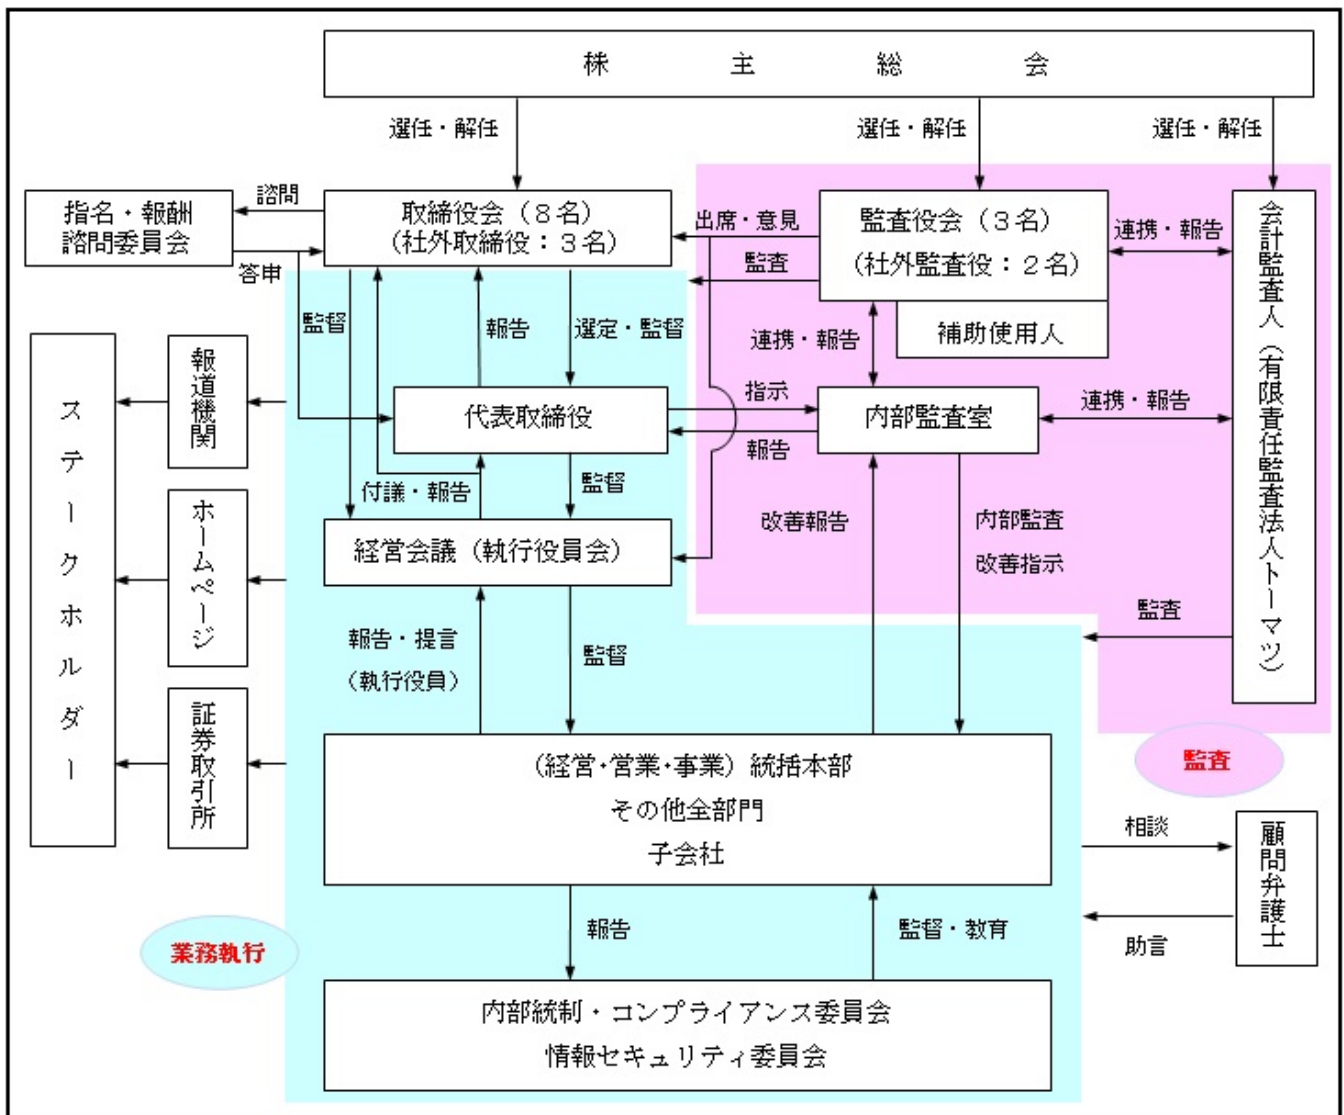 株主総会
選任・解任
選任・解任
選任・解任
指名・報酬
諮問委員会
諮問
答申
取締役会（８名）
（社外取締役：３名）
出席・意見
監査
監査役会（３名）
（社外監査役：２名）
補助使用人
連携・報告
会計監査人（有限責任監査法人トーマツ）
監督
報告
選定・監督
連携・報告
代表取締役
指示
報告
内部監査室
連携・報告
付議・報告
監督
経営会議（執行役員会）
改善報告
内部監査
改善指示
監査
報告・提言
（執行役員）
監督
ステークホルダー
報道機関
ホームページ
証券取引所
（経営・営業・事業）統括本部
その他全部門
子会社
監査
相談
助言
顧問弁護士
報告
監督・教育
業務執行
内部統制・コンプライアンス委員会
情報セキュリティ委員会